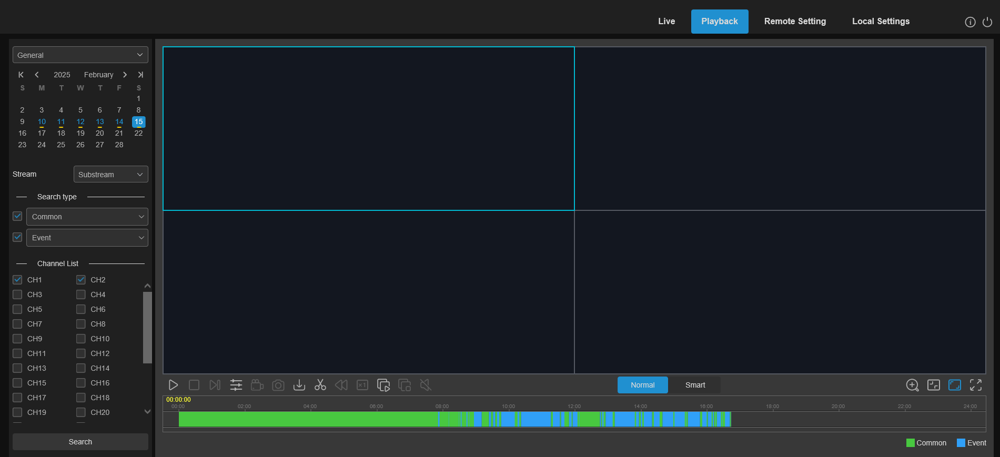 Live Playback Remote Setting Local Settings
General
2025 February
S M T W T F S
1
2 3 4 5 6 7 8
9 10 11 12 13 14 15
16 17 18 19 20 21 22
23 24 25 26 27 28
Stream Substream
Search type
Common
Event
Channel List
CH1 CH2
CH3 CH4
CH5 CH6
CH7 CH8
CH9 CH10
CH11 CH12
CH13 CH14
CH15 CH16
CH17 CH18
CH19 CH20
Search
×1 Normal Smart
00:00:00
00:00 02:00 04:00 06:00 08:00 10:00 12:00 14:00 16:00 18:00 20:00 22:00 24:00
Common Event